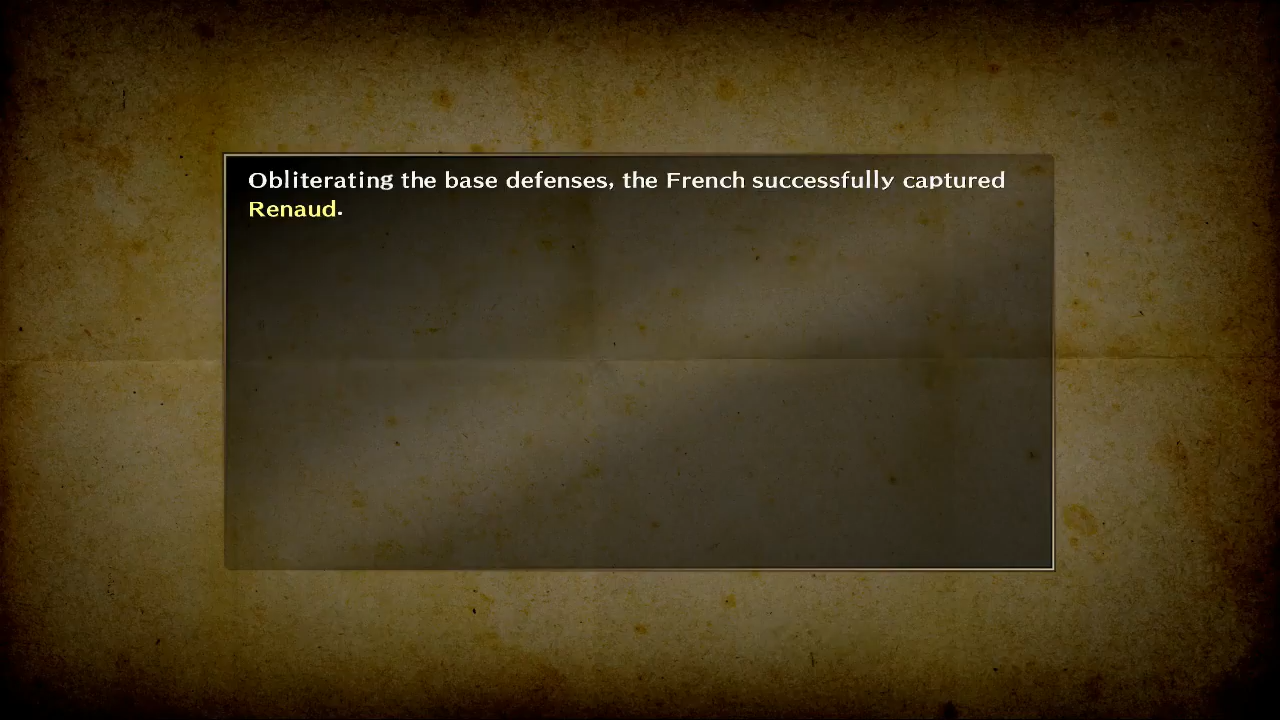 Obliterating the base defenses, the French successfully captured
Renaud.